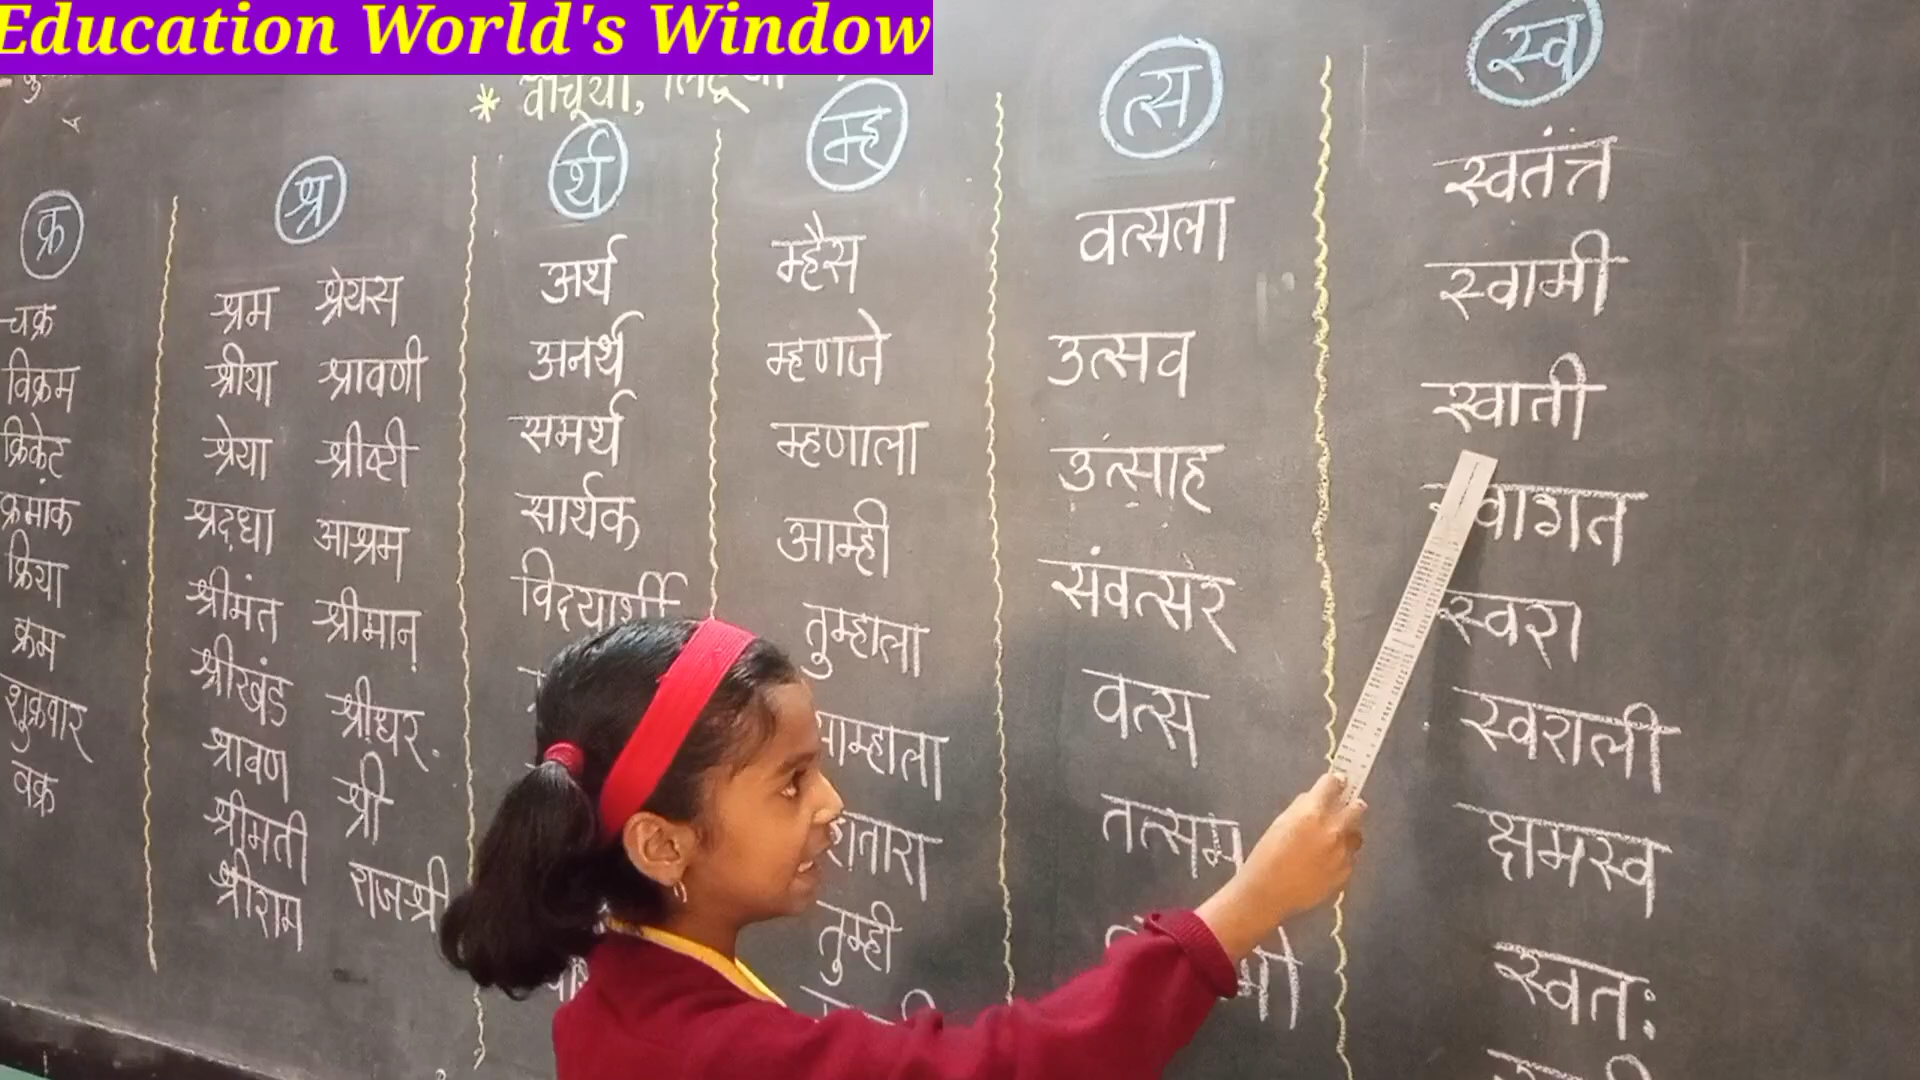 Education World's Window
* वाचूया, लिहूया
क्र
चक्र
विक्रम
क्रिकेट
क्रमांक
क्रिया
क्रम
शुक्रवार
वक्र
श्र
श्रम श्रेयस
श्रीया श्रावणी
श्रेया श्रीष्टी
श्रद्धा आश्रम
श्रीमंत श्रीमान्
श्रीखंड श्रीधर
श्रावण श्री
श्रीमती राजश्री
श्रीराम
र्थ
अर्थ
अनर्थ
समर्थ
सार्थक
विद्यार्थी
म्ह
म्हैस
म्हणजे
म्हणाला
आम्ही
तुम्हाला
म्हातारा
तुम्ही
त्स
वत्सला
उत्सव
उत्साह
संवत्सर
वत्स
तत्सम
स्व
स्वतंत्र
स्वामी
स्वाती
स्वागत
स्वरा
स्वराली
क्षमस्व
स्वतः